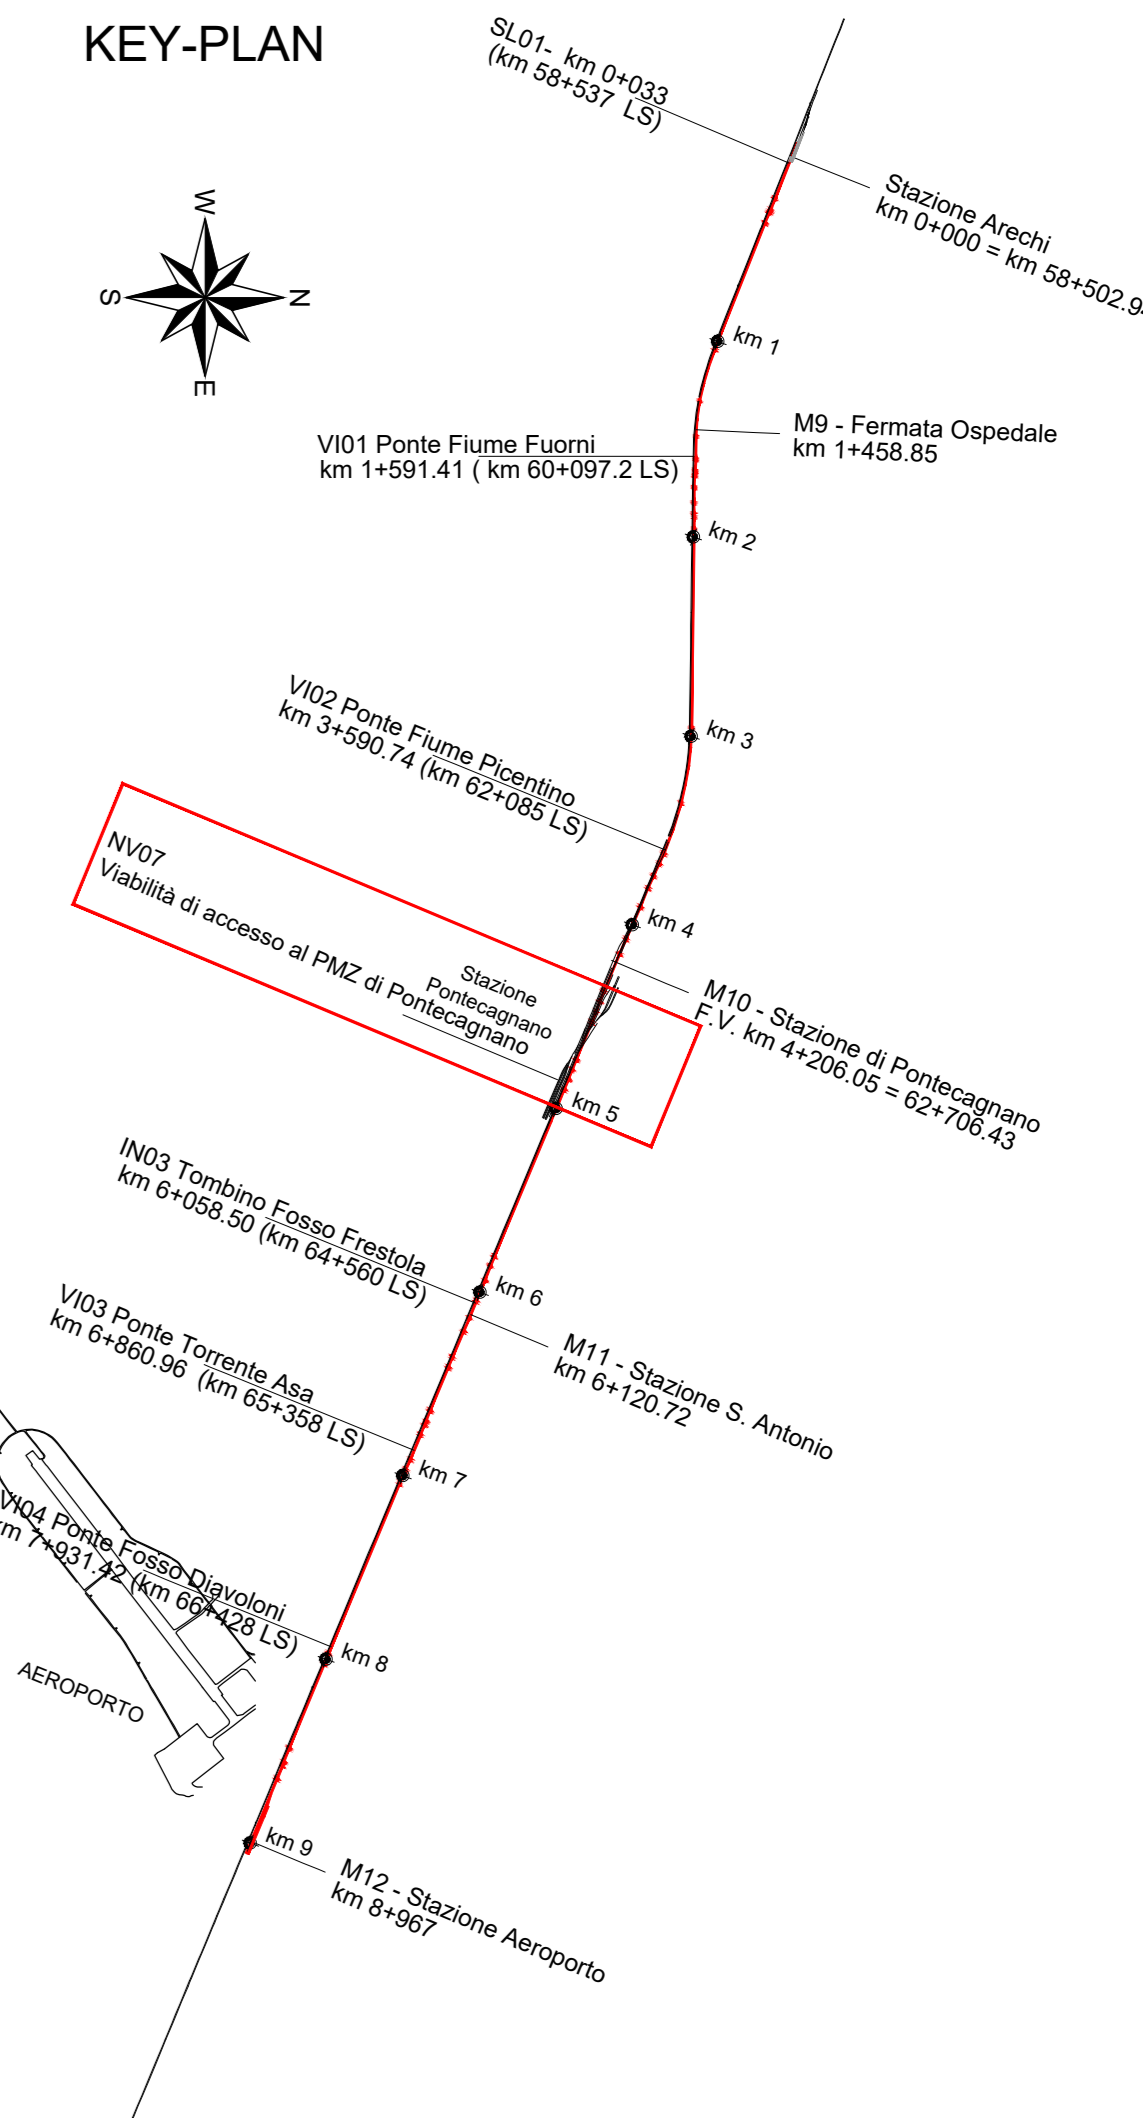 KEY-PLAN
SL01- km 0+033
(km 58+537 LS)
W
S
N
E
Stazione Arechi
km 0+000 = km 58+502.9
km 1
M9 - Fermata Ospedale
km 1+458.85
VI01 Ponte Fiume Fuorni
km 1+591.41 ( km 60+097.2 LS)
km 2
km 3
VI02 Ponte Fiume Picentino
km 3+590.74 (km 62+085 LS)
NV07
Viabilità di accesso al PMZ di Pontecagnano
km 4
Stazione
Pontecagnano
M10 - Stazione di Pontecagnano
F.V. km 4+206.05 = 62+706.43
km 5
IN03 Tombino Fosso Frestola
km 6+058.50 (km 64+560 LS)
km 6
M11 - Stazione S. Antonio
km 6+120.72
VI03 Ponte Torrente Asa
km 6+860.96 (km 65+358 LS)
km 7
VI04 Ponte Fosso Diavoloni
km 7+931.42 (km 66+428 LS)
km 8
AEROPORTO
km 9
M12 - Stazione Aeroporto
km 8+967